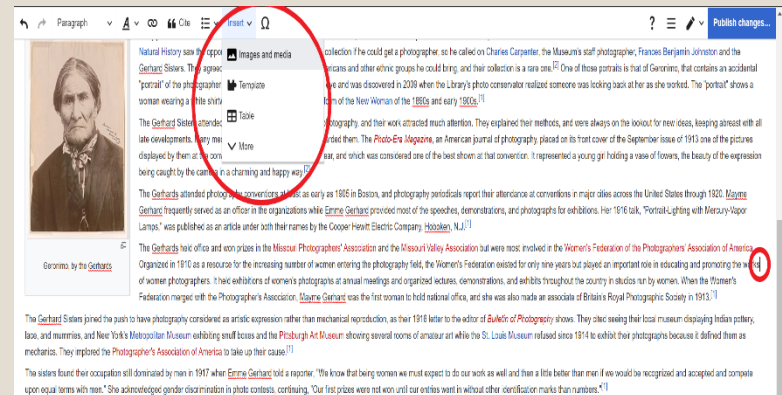 Paragraph A Cite Insert Ω ? Publish changes...
Images and media
Template
Table
More
Natural History saw the oppor collection if he could get a photographer, so he called on Charles Carpenter, the Museum's staff photographer, Frances Benjamin Johnston and the
Gerhard Sisters. They agreed icans and other ethnic groups he could bring, and their collection is a rare one.[2] One of those portraits is that of Geronimo, that contains an accidental
"portrait" of the photographer eye and was discovered in 2009 when the Library's photo conservator realized someone was looking back at her as she worked. The "portrait" shows a
woman wearing a white shirtw orm of the New Woman of the 1890s and early 1900s.[1]
The Gerhard Sisters attended otography, and their work attracted much attention. They explained their methods, and were always on the lookout for new ideas, keeping abreast with all
late developments. Many me arded them. The Photo-Era Magazine, an American journal of photography, placed on its front cover of the September issue of 1913 one of the pictures
displayed by them at the con ear, and which was considered one of the best shown at that convention. It represented a young girl holding a vase of flowers, the beauty of the expression
being caught by the camera in a charming and happy way.[2]
The Gerhards attended photography conventions at least as early as 1905 in Boston, and photography periodicals report their attendance at conventions in major cities across the United States through 1920. Mayme
Gerhard frequently served as an officer in the organizations while Emme Gerhard provided most of the speeches, demonstrations, and photographs for exhibitions. Her 1916 talk, "Portrait-Lighting with Mercury-Vapor
Lamps," was published as an article under both their names by the Cooper Hewitt Electric Company, Hoboken, N.J.[1]
Geronimo, by the Gerhards
The Gerhards held office and won prizes in the Missouri Photographers' Association and the Missouri Valley Association but were most involved in the Women's Federation of the Photographers' Association of America.
Organized in 1910 as a resource for the increasing number of women entering the photography field, the Women's Federation existed for only nine years but played an important role in educating and promoting the works
of women photographers. It held exhibitions of women's photographs at annual meetings and organized lectures, demonstrations, and exhibits throughout the country in studios run by women. When the Women's
Federation merged with the Photographer's Association, Mayme Gerhard was the first woman to hold national office, and she was also made an associate of Britain's Royal Photographic Society in 1913.[1]
The Gerhard Sisters joined the push to have photography considered as artistic expression rather than mechanical reproduction, as their 1916 letter to the editor of Bulletin of Photography shows. They cited seeing their local museum displaying Indian pottery,
lace, and mummies, and New York's Metropolitan Museum exhibiting snuff boxes and the Pittsburgh Art Museum showing several rooms of amateur art while the St. Louis Museum refused since 1914 to exhibit their photographs because it defined them as
mechanics. They implored the Photographer's Association of America to take up their cause.[1]
The sisters found their occupation still dominated by men in 1917 when Emme Gerhard told a reporter, "We know that being women we must expect to do our work as well and then a little better than men if we would be recognized and accepted and compete
upon equal terms with men." She acknowledged gender discrimination in photo contests, continuing, "Our first prizes were not won until our entries went in without other identification marks than numbers."[1]